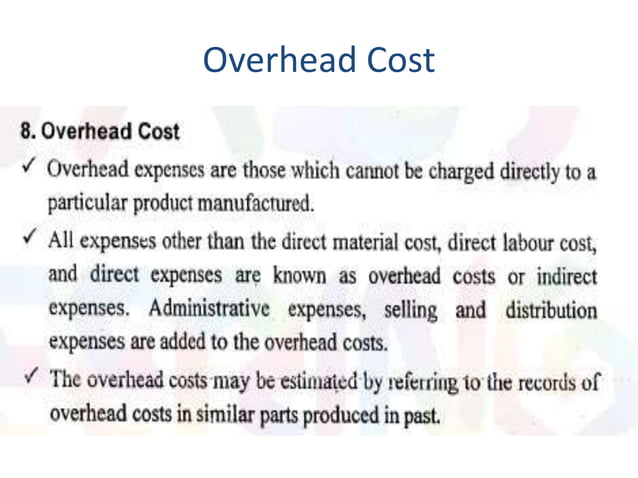 Overhead Cost
8. Overhead Cost
✓ Overhead expenses are those which cannot be charged directly to a
particular product manufactured.
✓ All expenses other than the direct material cost, direct labour cost,
and direct expenses are known as overhead costs or indirect
expenses. Administrative expenses, selling and distribution
expenses are added to the overhead costs.
✓ The overhead costs may be estimated by referring to the records of
overhead costs in similar parts produced in past.